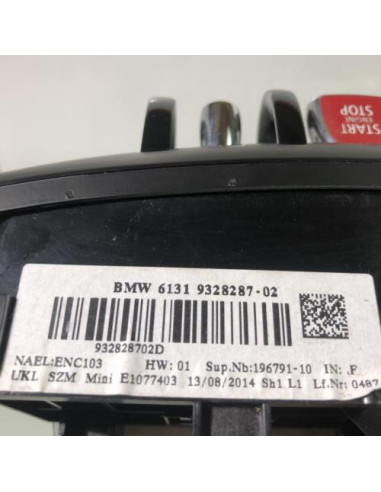 START
ENGINE
STOP
BMW 6131 9328287-02
932828702D
NAEL:ENC103 HW: 01 Sup.Nb:196791-10 IN: .F
UKL SZM Mini E1077403 13/08/2014 Sh1 L1 Lf.Nr: 0487